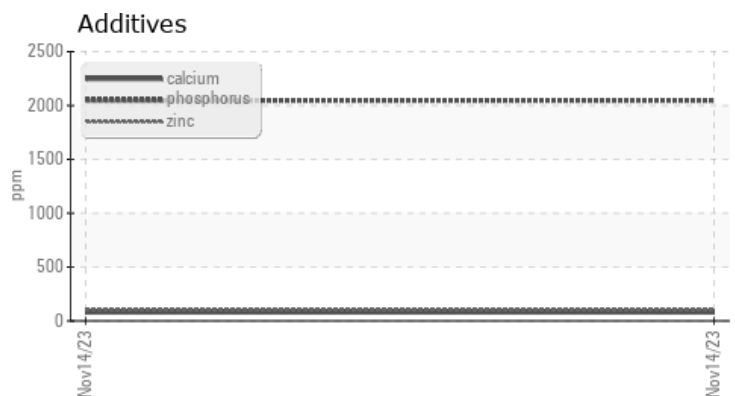 Additives
2500
2000
1500
1000
500
0
ppm
calcium
phosphorus
zinc
Nov14/23
Nov14/23